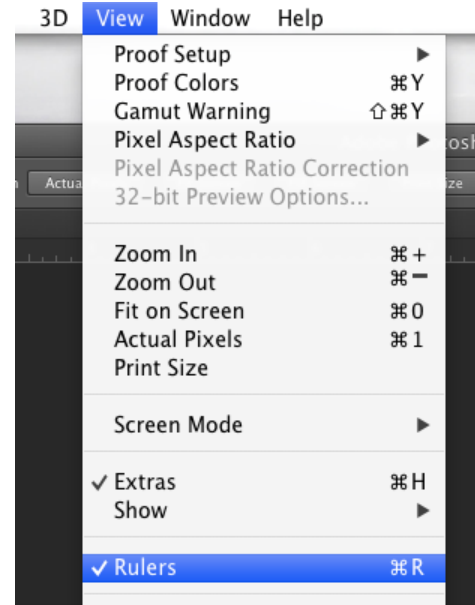 3D View Window Help
Proof Setup ▶
Proof Colors ⌘Y
Gamut Warning ⇧⌘Y
Pixel Aspect Ratio ▶
Pixel Aspect Ratio Correction
32-bit Preview Options...
Zoom In ⌘+
Zoom Out ⌘-
Fit on Screen ⌘0
Actual Pixels ⌘1
Print Size
Screen Mode ▶
✓ Extras ⌘H
Show ▶
✓ Rulers ⌘R